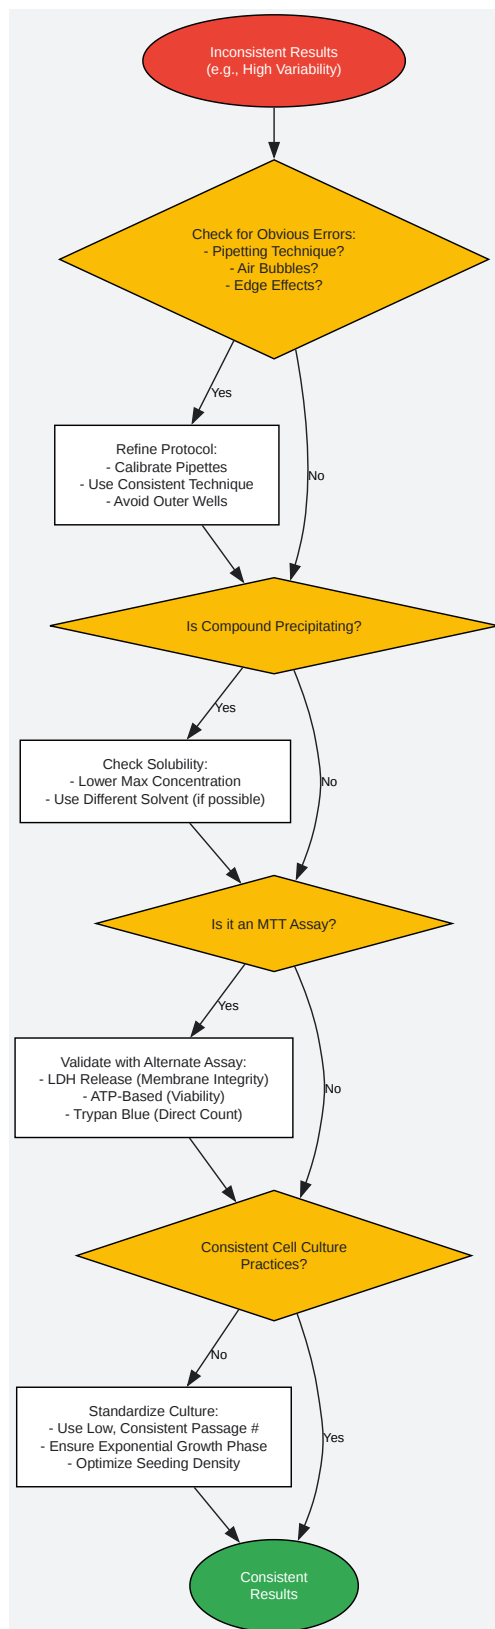 Inconsistent Results
(e.g., High Variability)
Check for Obvious Errors:
- Pipetting Technique?
- Air Bubbles?
- Edge Effects?
Yes
Refine Protocol:
- Calibrate Pipettes
- Use Consistent Technique
- Avoid Outer Wells
No
Is Compound Precipitating?
Yes
Check Solubility:
- Lower Max Concentration
- Use Different Solvent (if possible)
No
Is it an MTT Assay?
Yes
Validate with Alternate Assay:
- LDH Release (Membrane Integrity)
- ATP-Based (Viability)
- Trypan Blue (Direct Count)
No
Consistent Cell Culture
Practices?
No
Standardize Culture:
- Use Low, Consistent Passage #
- Ensure Exponential Growth Phase
- Optimize Seeding Density
Yes
Consistent
Results